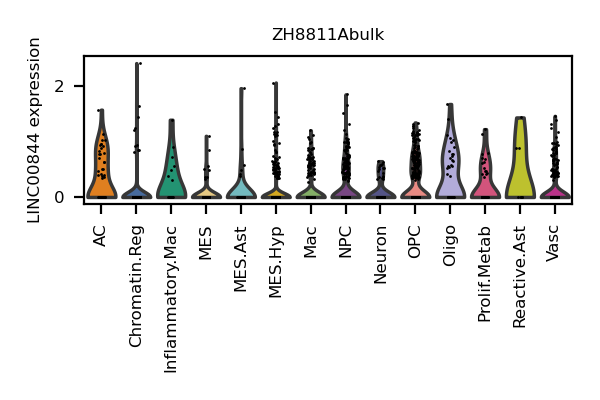 ZH8811Abulk
LINC00844 expression
2
0
AC
Chromatin.Reg
Inflammatory.Mac
MES
MES.Ast
MES.Hyp
Mac
NPC
Neuron
OPC
Oligo
Prolif.Metab
Reactive.Ast
Vasc